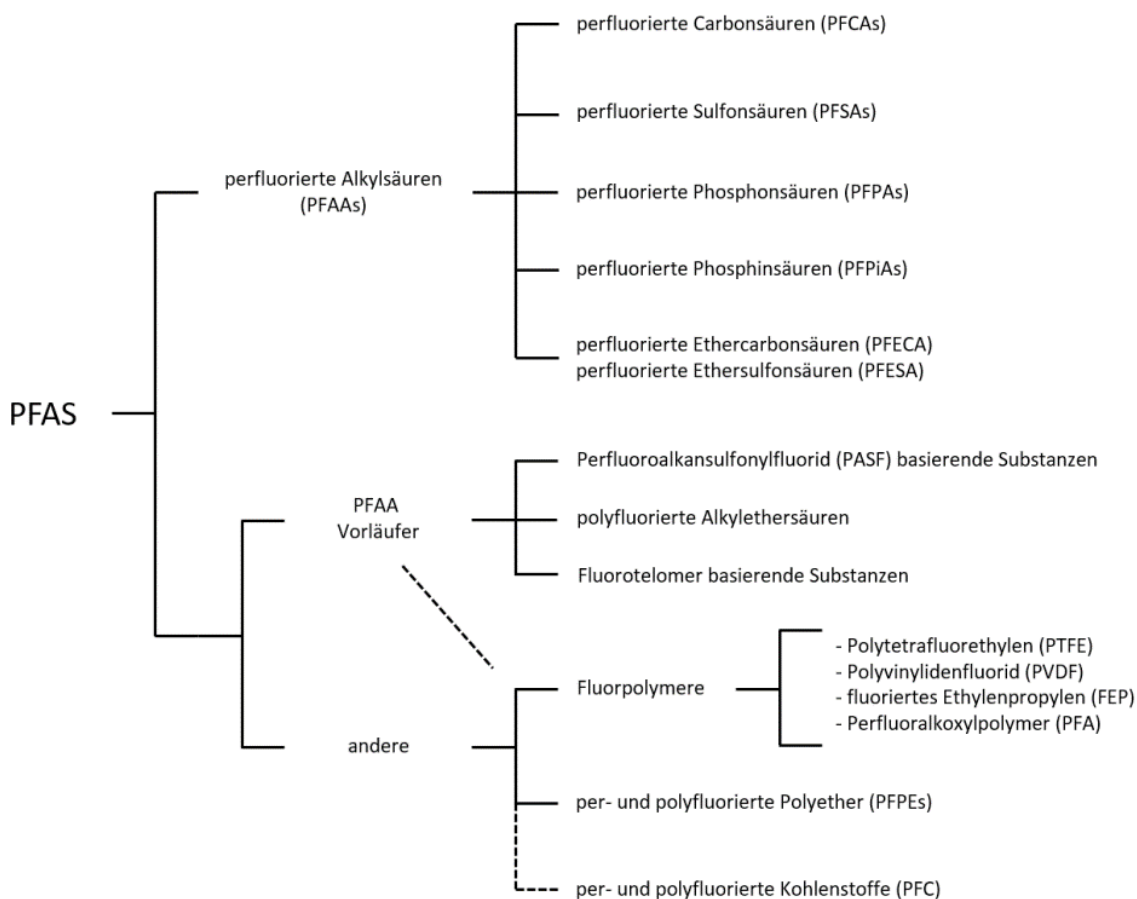 PFAS
perfluorierte Alkylsäuren
(PFAAs)
perfluorierte Carbonsäuren (PFCAs)
perfluorierte Sulfonsäuren (PFSAs)
perfluorierte Phosphonsäuren (PFPAs)
perfluorierte Phosphinsäuren (PFPiAs)
perfluorierte Ethercarbonsäuren (PFECA)
perfluorierte Ethersulfonsäuren (PFESA)
PFAA
Vorläufer
Perfluoroalkansulfonylfluorid (PASF) basierende Substanzen
polyfluorierte Alkylethersäuren
Fluorotelomer basierende Substanzen
andere
Fluorpolymere
- Polytetrafluorethylen (PTFE)
- Polyvinylidenfluorid (PVDF)
- fluoriertes Ethylenpropylen (FEP)
- Perfluoralkoxylpolymer (PFA)
per- und polyfluorierte Polyether (PFPEs)
per- und polyfluorierte Kohlenstoffe (PFC)